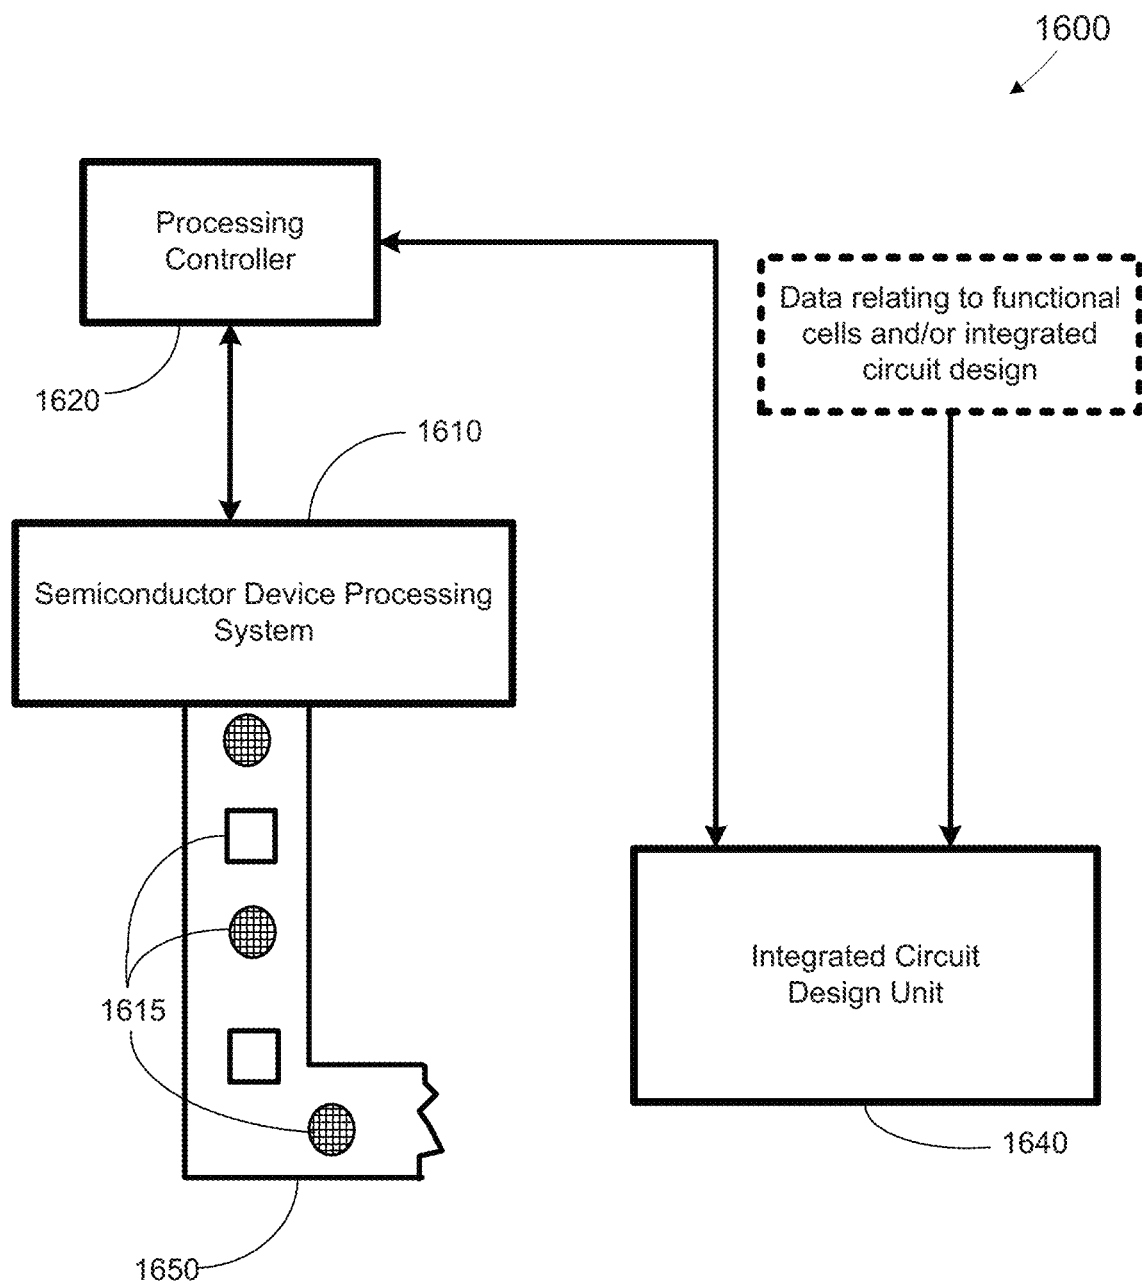 1600
Processing
Controller
Data relating to functional
cells and/or integrated
circuit design
1620
1610
Semiconductor Device Processing
System
Integrated Circuit
Design Unit
1615
1640
1650